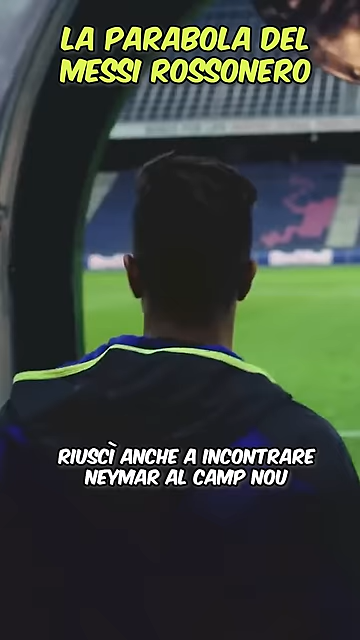 LA PARABOLA DEL
MESSI ROSSONERO
RIUSCÌ ANCHE A INCONTRARE
NEYMAR AL CAMP NOU